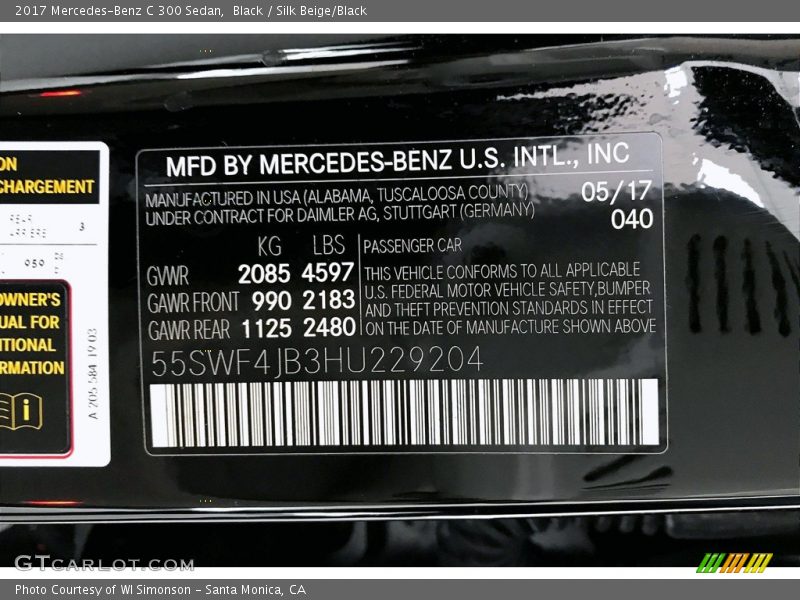 2017 Mercedes-Benz C 300 Sedan, Black / Silk Beige/Black
ON
CHARGEMENT
3
050
OWNER'S
UAL FOR
ITIONAL
RMATION
i
A 205 584 19 03
MFD BY MERCEDES-BENZ U.S. INTL., INC
MANUFACTURED IN USA (ALABAMA, TUSCALOOSA COUNTY) 05/17
UNDER CONTRACT FOR DAIMLER AG, STUTTGART (GERMANY) 040
KG LBS PASSENGER CAR
GVWR 2085 4597
GAWR FRONT 990 2183
GAWR REAR 1125 2480
THIS VEHICLE CONFORMS TO ALL APPLICABLE
U.S. FEDERAL MOTOR VEHICLE SAFETY,BUMPER
AND THEFT PREVENTION STANDARDS IN EFFECT
ON THE DATE OF MANUFACTURE SHOWN ABOVE
55SWF4JB3HU229204
GTCARLOT.COM
Photo Courtesy of WI Simonson - Santa Monica, CA